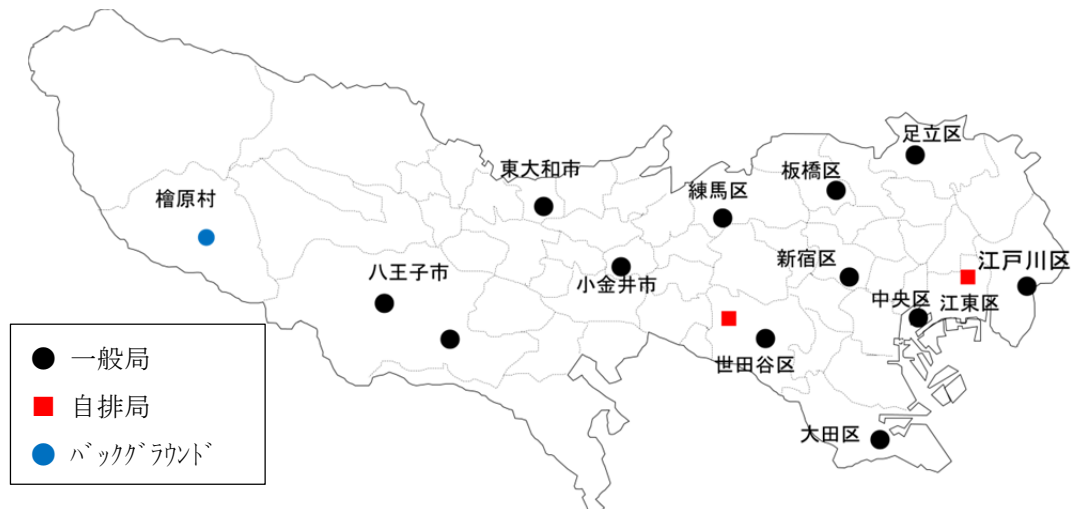 足立区
板橋区
東大和市
練馬区
檜原村
新宿区
江戸川区
八王子市
小金井市
中央区
江東区
世田谷区
大田区
一般局
自排局
ﾊﾞｯｸｸﾞﾗｳﾝﾄﾞ